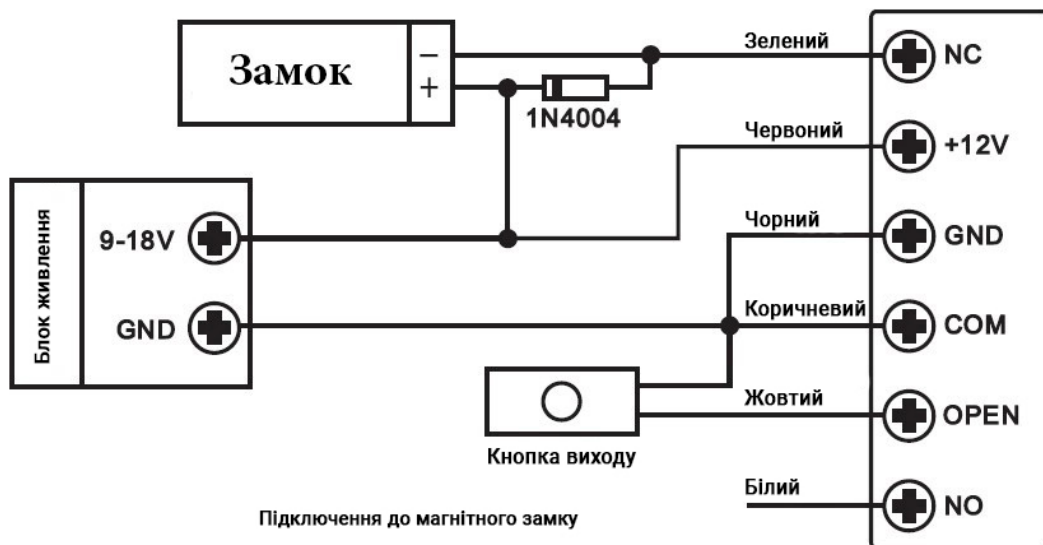 Зелений
NC
Замок
−
+
1N4004
Червоний
+12V
Блок живлення
9-18V
Чорний
GND
GND
Коричневий
COM
Жовтий
OPEN
Кнопка виходу
Білий
NO
Підключення до магнітного замку